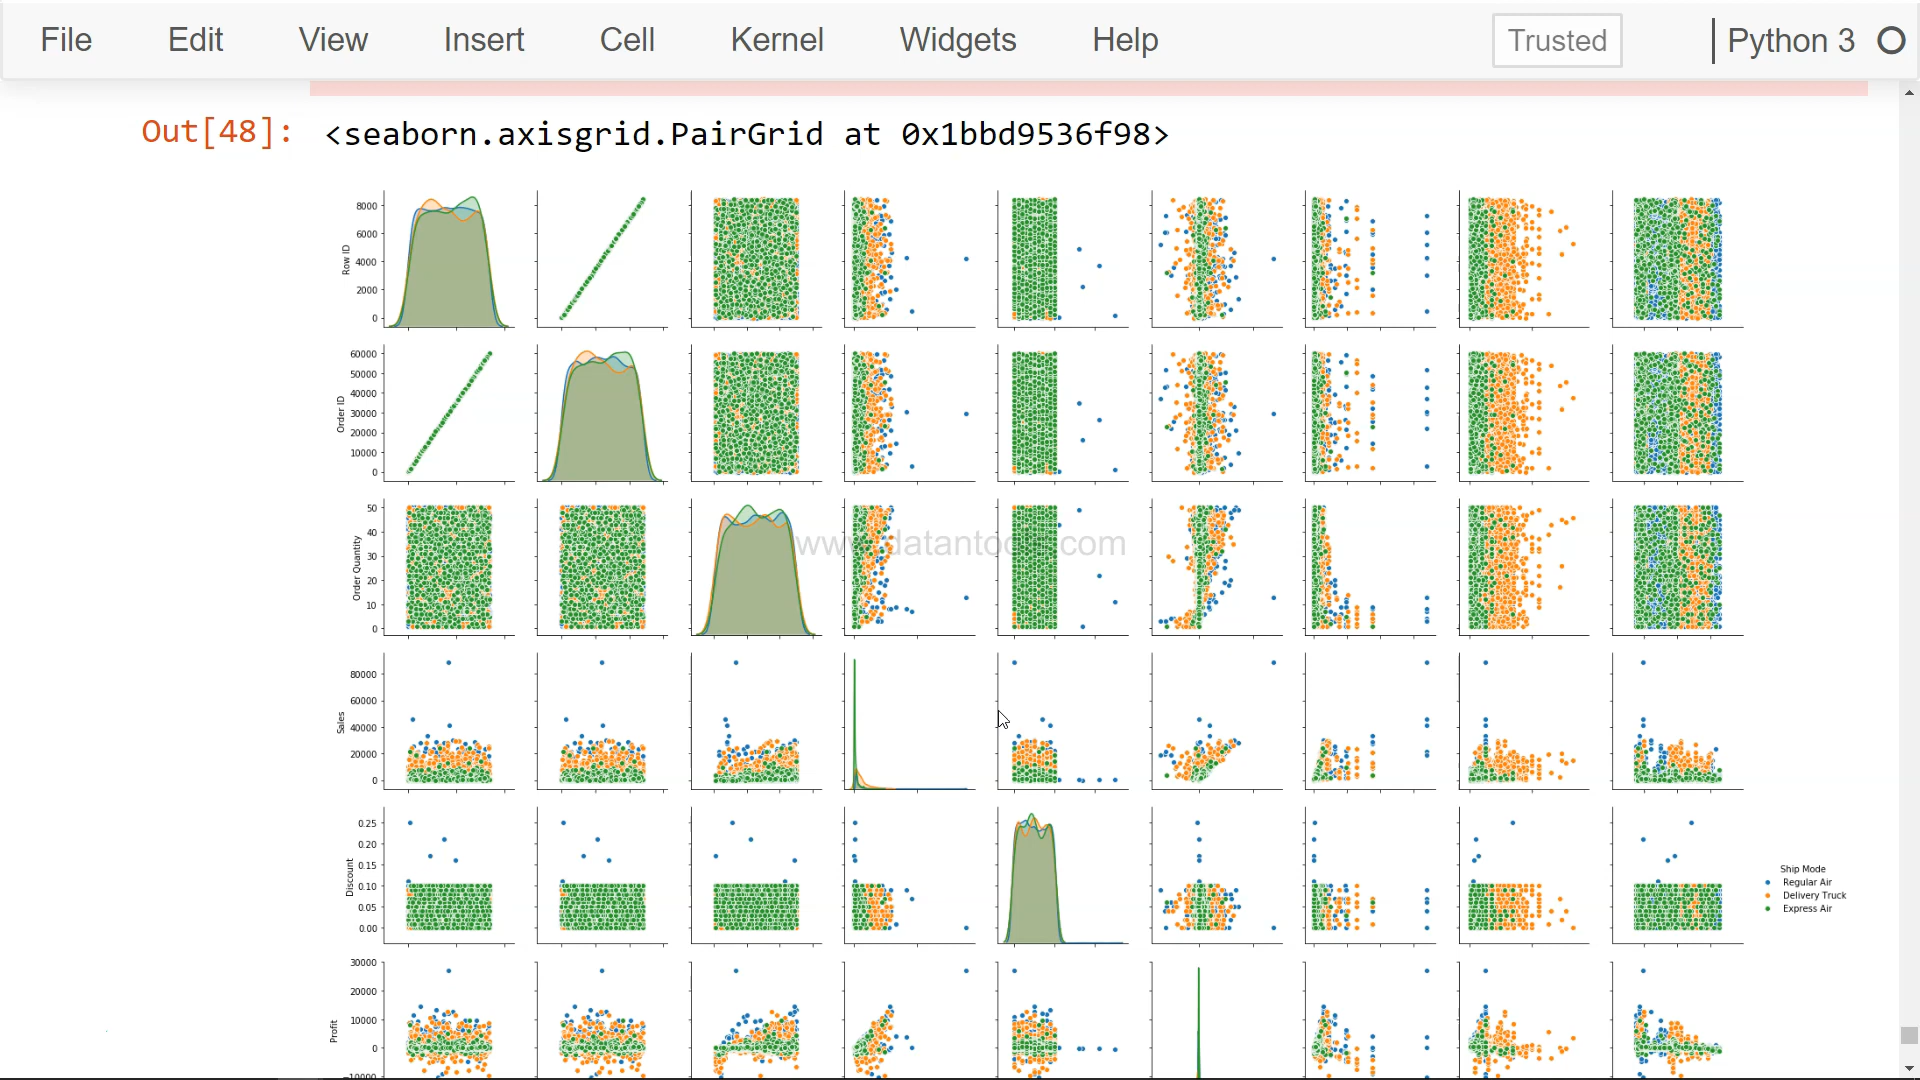 File Edit View Insert Cell Kernel Widgets Help Trusted Python 3
Out[48]: <seaborn.axisgrid.PairGrid at 0x1bbd9536f98>
8000
6000
4000
2000
0
Row ID
60000
50000
40000
30000
20000
10000
0
Order ID
50
40
30
20
10
0
Order Quantity
80000
60000
40000
20000
0
Sales
0.25
0.20
0.15
0.10
0.05
0.00
Discount
Ship Mode
Regular Air
Delivery Truck
Express Air
30000
20000
10000
0
−10000
Profit